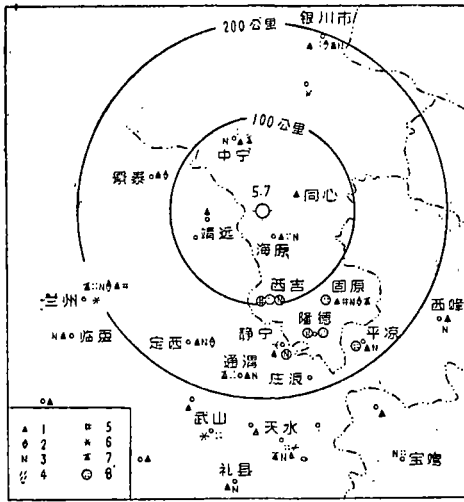 银川市
200公里
100公里
中宁
景泰
5.7
同心
靖远
海原
西吉
固原
兰州
隆德
西峰
临夏
定西
静宁
平凉
通渭
庄浪
武山
天水
礼县
宝鸡
1
2
N 3
4
5
6
7
8